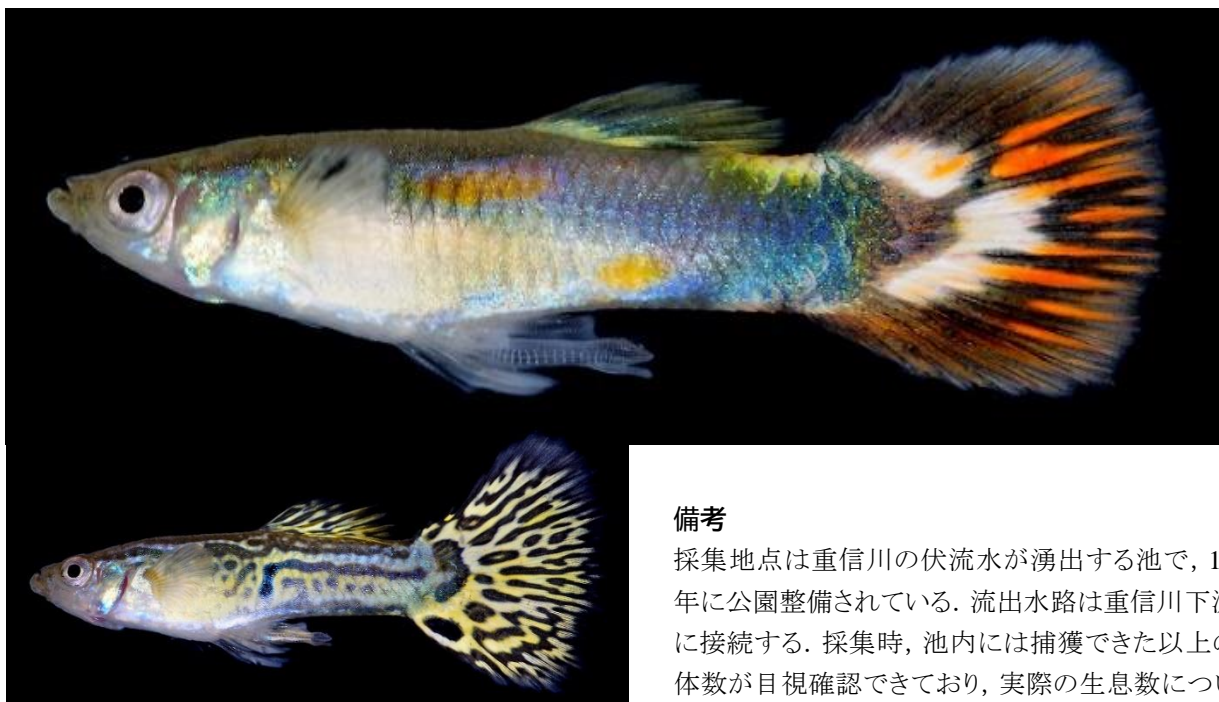 備考
採集地点は重信川の伏流水が湧出する池で, 1
年に公園整備されている. 流出水路は重信川下
に接続する. 採集時, 池内には捕獲できた以上の
体数が目視確認できており, 実際の生息数につ